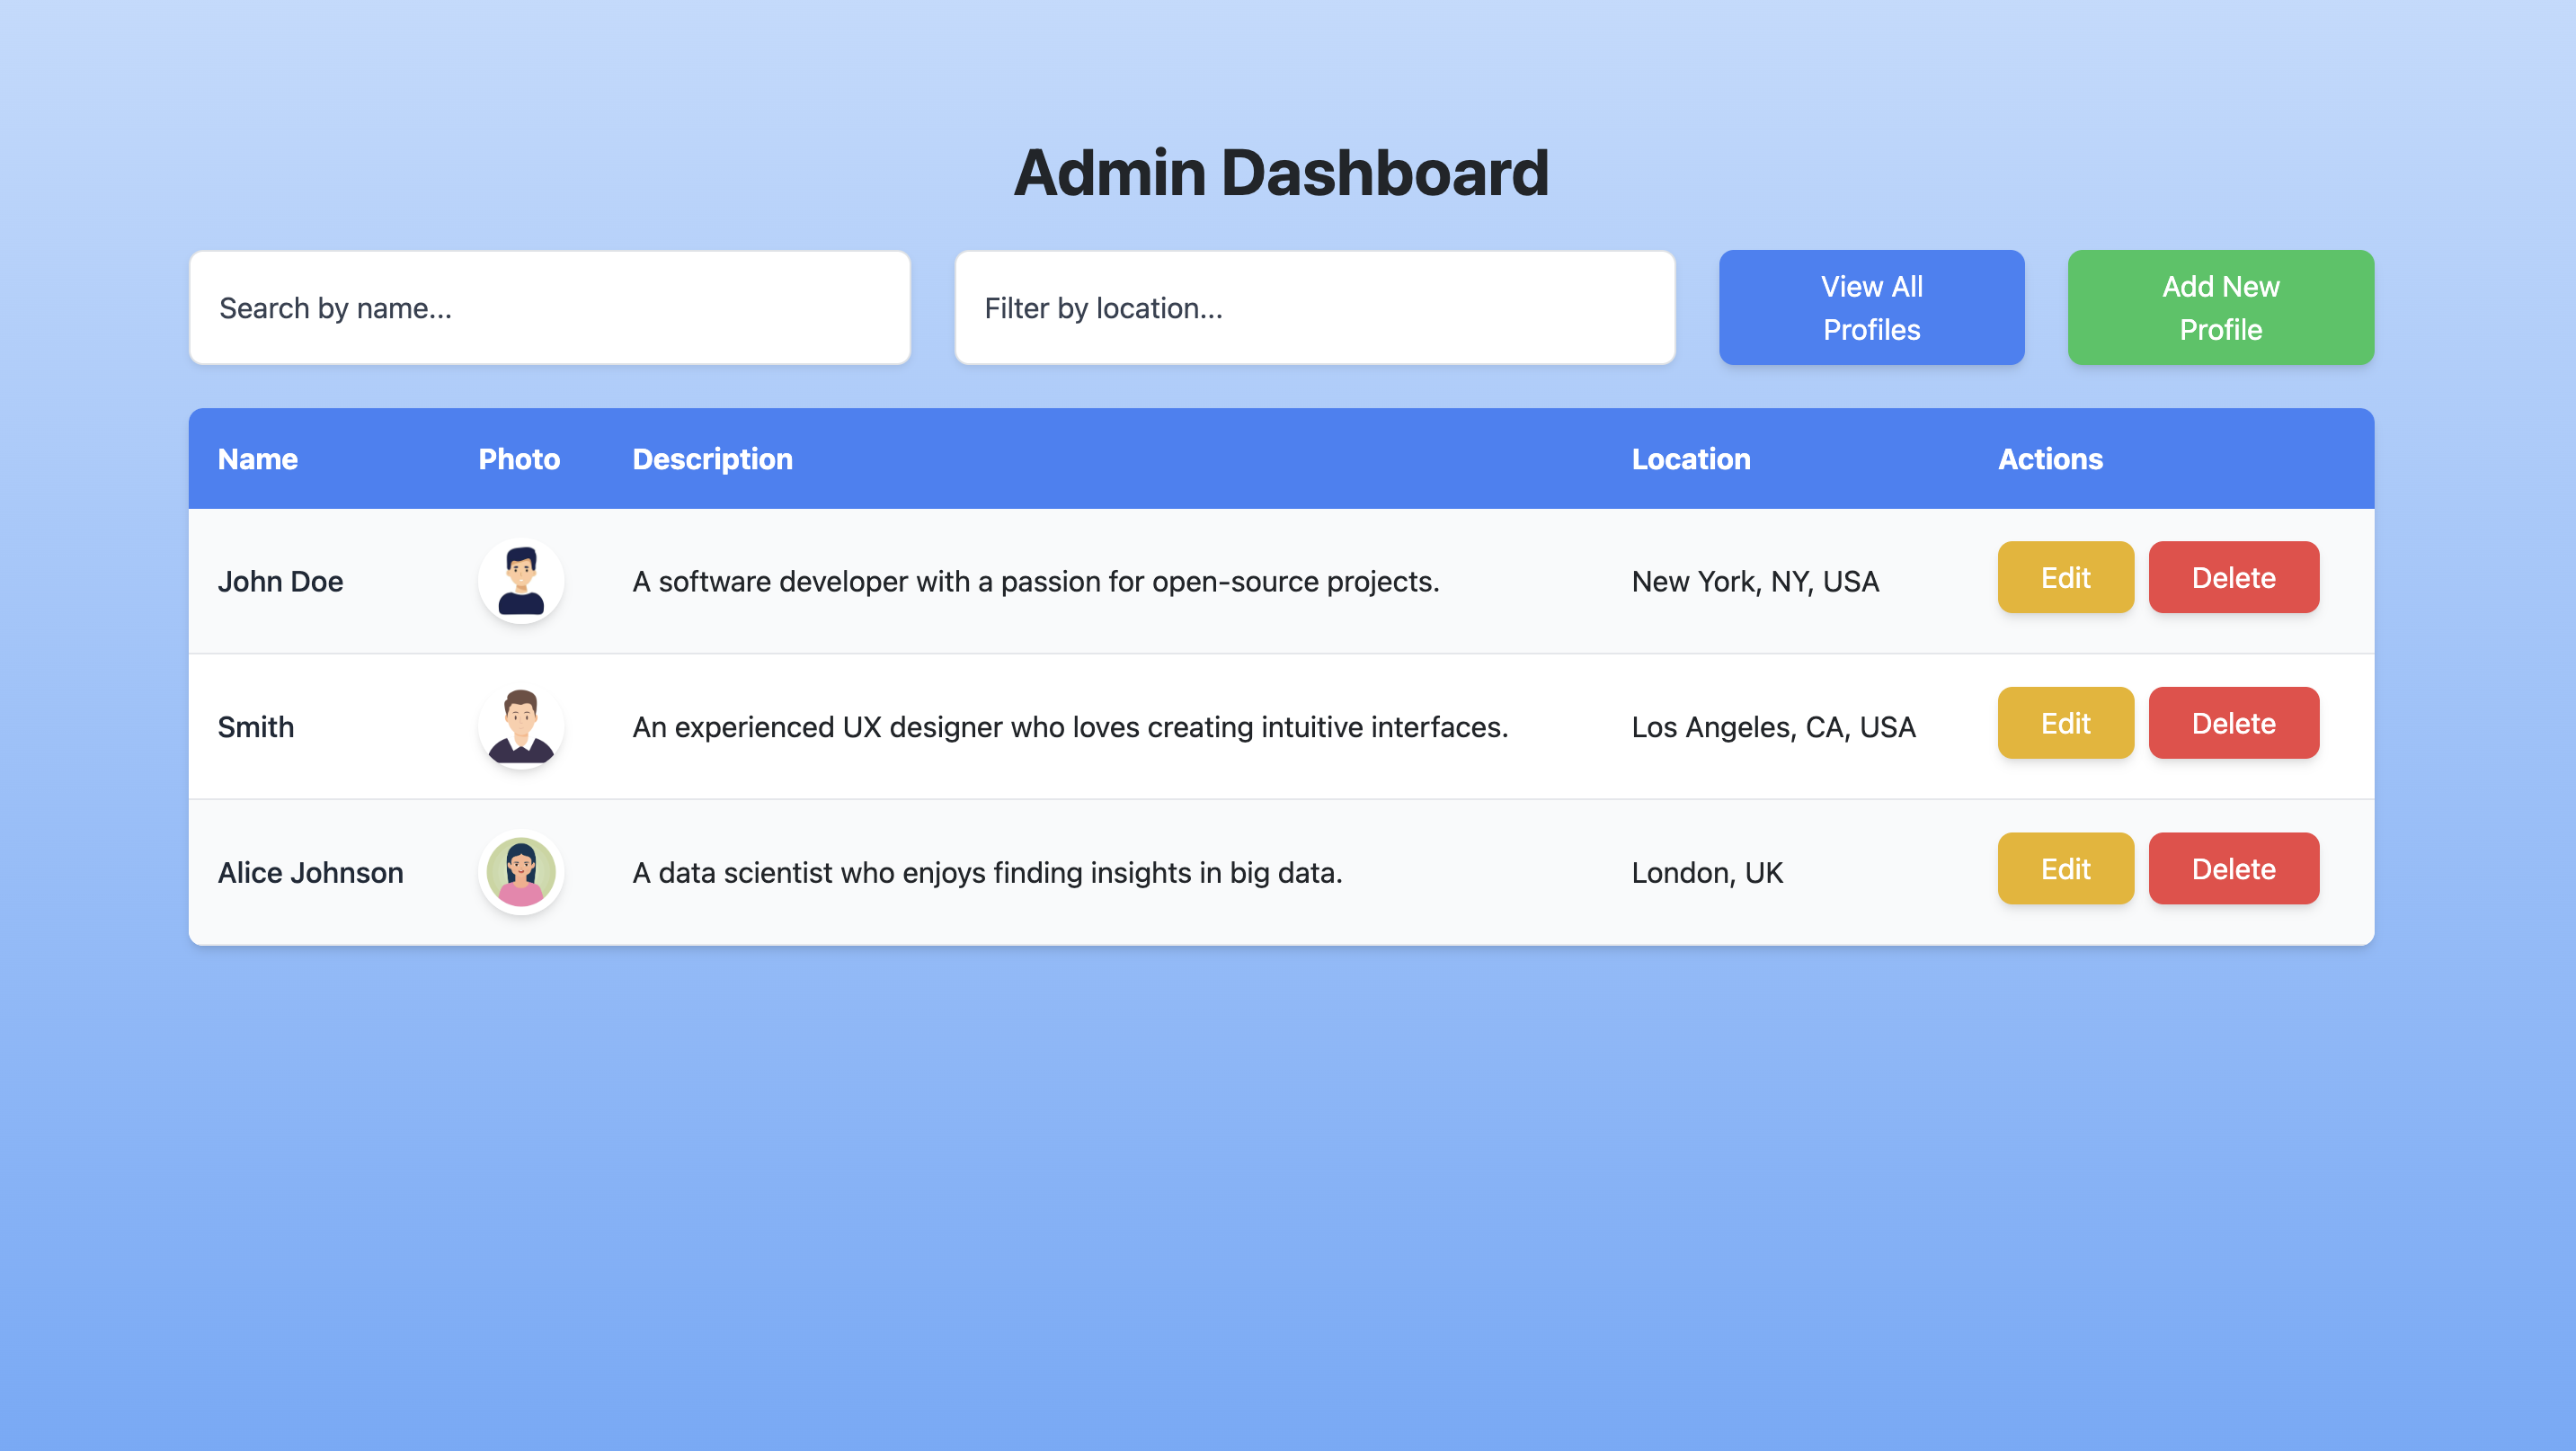 Admin Dashboard
Search by name...
Filter by location...
View All
Profiles
Add New
Profile
Name Photo Description Location Actions
John Doe A software developer with a passion for open-source projects. New York, NY, USA Edit Delete
Smith An experienced UX designer who loves creating intuitive interfaces. Los Angeles, CA, USA Edit Delete
Alice Johnson A data scientist who enjoys finding insights in big data. London, UK Edit Delete